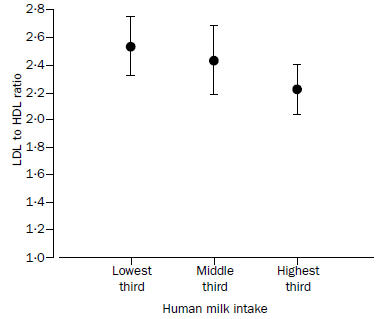 2·8
2·6
2·4
2·2
2·0
1·8
1·6
1·4
1·2
1·0
LDL to HDL ratio
Lowest third
Middle third
Highest third
Human milk intake